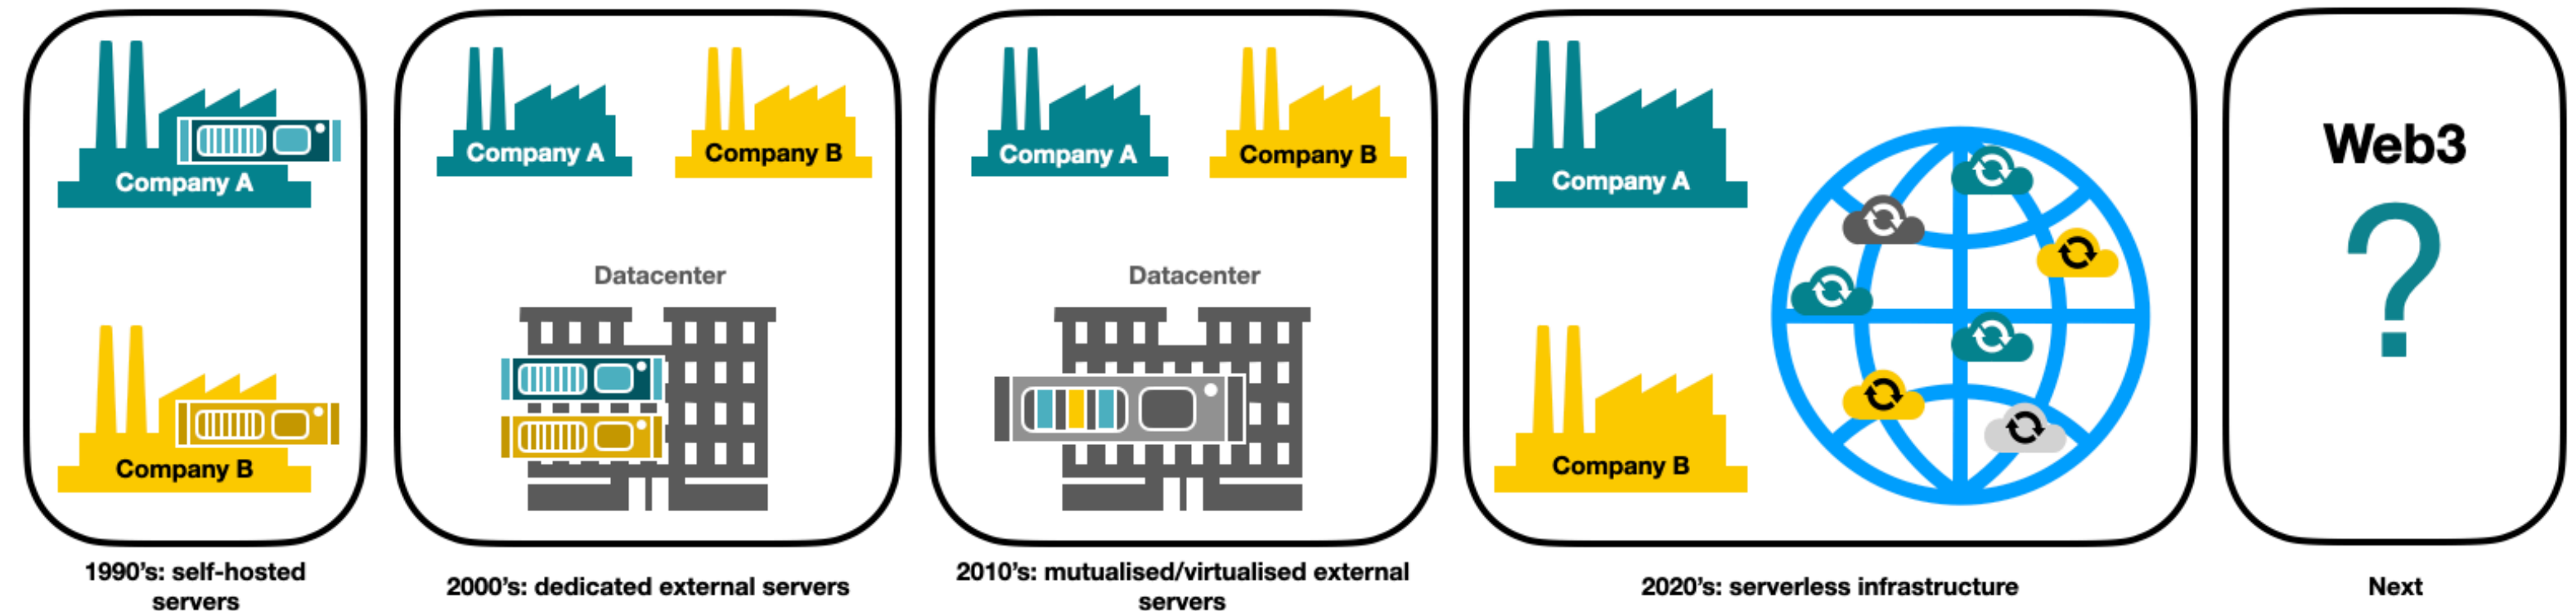 Company A
Company B
1990's: self-hosted
servers
Company A
Company B
Datacenter
2000's: dedicated external servers
Company A
Company B
Datacenter
2010's: mutualised/virtualised external
servers
Company A
Company B
2020's: serverless infrastructure
Web3
?
Next